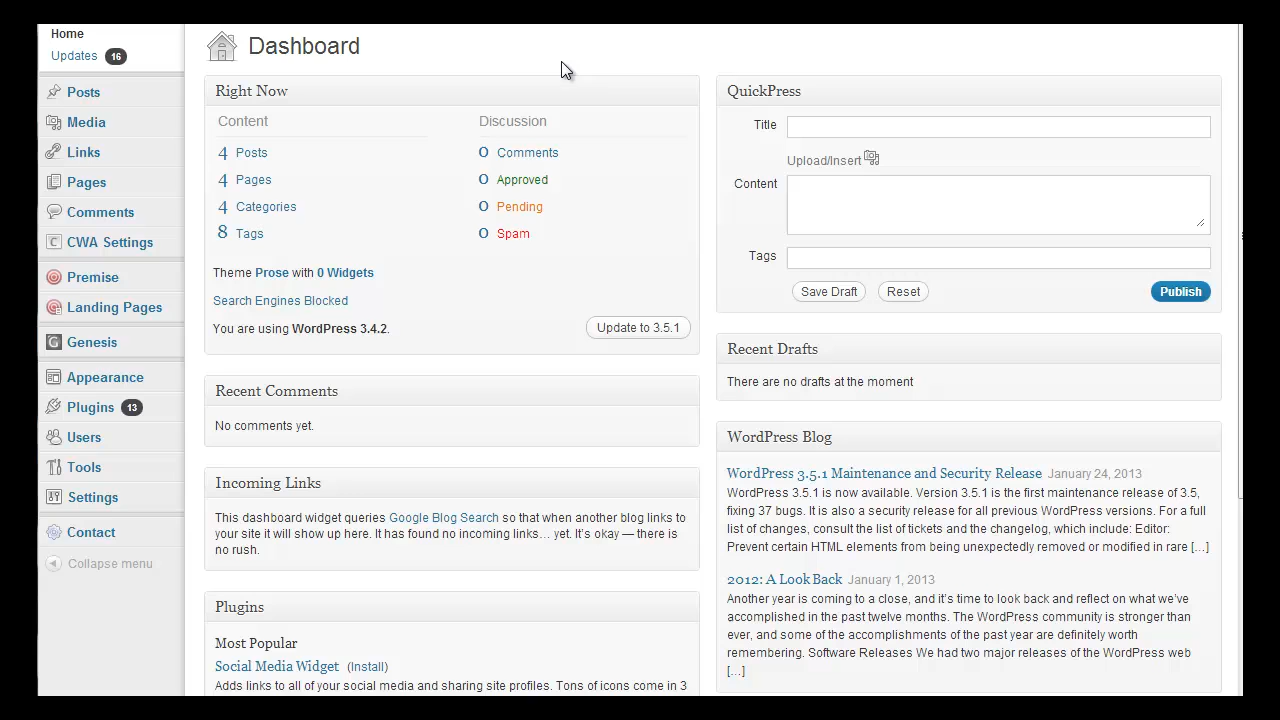 Home
Updates 16
Posts
Media
Links
Pages
Comments
C CWA Settings
Premise
Landing Pages
G Genesis
Appearance
Plugins 13
Users
Tools
Settings
Contact
Collapse menu
Dashboard
Right Now
Content
4 Posts
4 Pages
4 Categories
8 Tags
Discussion
0 Comments
0 Approved
0 Pending
0 Spam
Theme Prose with 0 Widgets
Search Engines Blocked
You are using WordPress 3.4.2.
Update to 3.5.1
Recent Comments
No comments yet.
Incoming Links
This dashboard widget queries Google Blog Search so that when another blog links to
your site it will show up here. It has found no incoming links… yet. It's okay — there is
no rush.
Plugins
Most Popular
Social Media Widget (Install)
Adds links to all of your social media and sharing site profiles. Tons of icons come in 3
QuickPress
Title
Upload/Insert
Content
Tags
Save Draft
Reset
Publish
Recent Drafts
There are no drafts at the moment
WordPress Blog
WordPress 3.5.1 Maintenance and Security Release January 24, 2013
WordPress 3.5.1 is now available. Version 3.5.1 is the first maintenance release of 3.5,
fixing 37 bugs. It is also a security release for all previous WordPress versions. For a full
list of changes, consult the list of tickets and the changelog, which include: Editor:
Prevent certain HTML elements from being unexpectedly removed or modified in rare […]
2012: A Look Back January 1, 2013
Another year is coming to a close, and it's time to look back and reflect on what we've
accomplished in the past twelve months. The WordPress community is stronger than
ever, and some of the accomplishments of the past year are definitely worth
remembering. Software Releases We had two major releases of the WordPress web
[…]